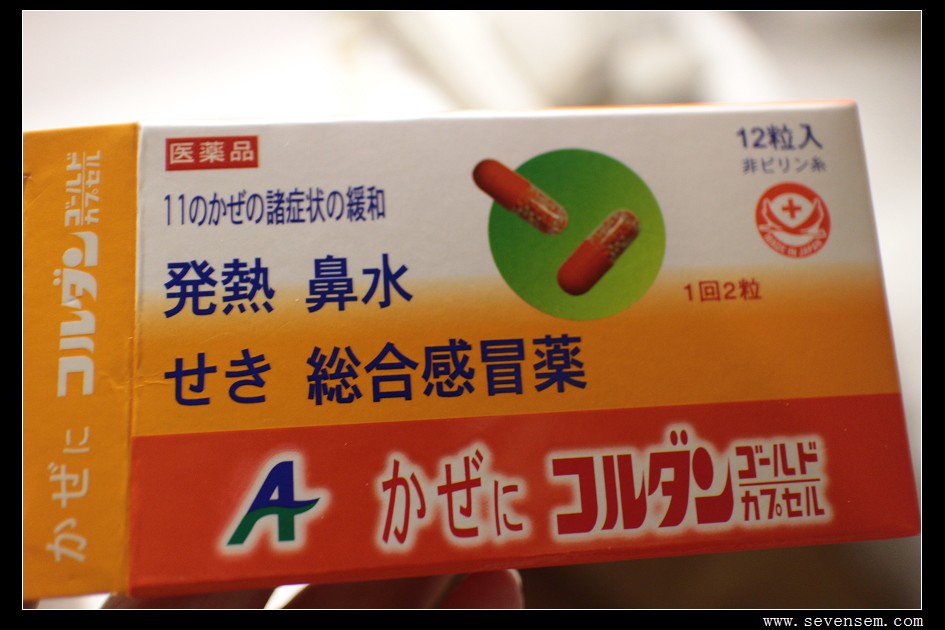 医薬品
11のかぜの諸症状の緩和
発熱 鼻水
せき 総合感冒薬
12粒入
非ピリン系
MADE IN JAPAN
1回2粒
A かぜに コルダン ゴールド
カプセル
かぜに コルダン ゴールド
カプセル
www.sevensem.com